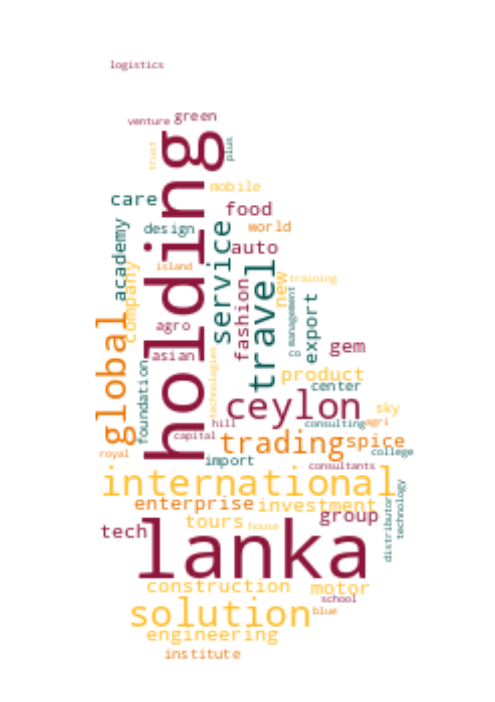 logistics
venture green
trust
holding
plus
care
mobile
food
design
academy
service
world
auto
island
company
travel
new
training
fashion
management
export
global
agro
asian
technologies
gem
foundation
product
center
ceylon
sky
hill
consulting agri
capital
trading spice
royal
import
college
consultants
international
enterprise investment
tours
house
group
distributor
technology
tech
lanka
construction motor
school
solution
blue
engineering
institute